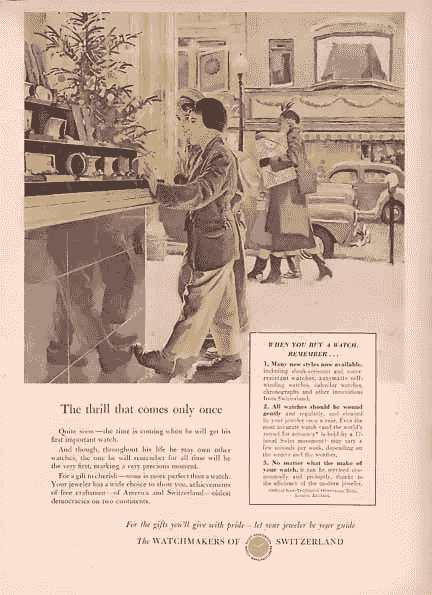 The thrill that comes only once
Quite soon—the time is coming when he will get his
first important watch.
And though, throughout his life he may own other
watches, the one he will remember for all time will be
the very first, marking a very precious moment.
For a gift to cherish—none is more perfect than a watch.
Your jeweler has a wide choice to show you, achievements
of free craftsmen—of America and Switzerland—oldest
democracies on two continents.
WHEN YOU BUY A WATCH,
REMEMBER...
1. Many new styles now available,
including shock-resistant and water-
resistant watches, automatic self-
winding watches, calendar watches,
chronographs and other innovations
from Switzerland.
2. All watches should be wound
gently and regularly, and cleaned
by your jeweler once a year. Even the
most accurate watch (and the world's
record for accuracy* is held by a
Swiss movement) may vary a
few seconds per week, depending on
the wearer and the weather.
3. No matter what the make of
your watch, it can be serviced
economically and promptly, thanks to
the efficiency of the modern jeweler.
For the gifts you'll give with pride—let your jeweler be your guide
The WATCHMAKERS OF SWITZERLAND